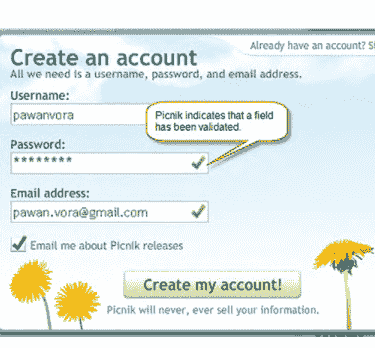 Already have an account? S
Create an account
All we need is a username, password, and email address.
Username:
pawanvora
Picnik indicates that a field
has been validated.
Password:
********
Email address:
pawan.vora@gmail.com
Email me about Picnik releases
Create my account!
Picnik will never, ever sell your information.